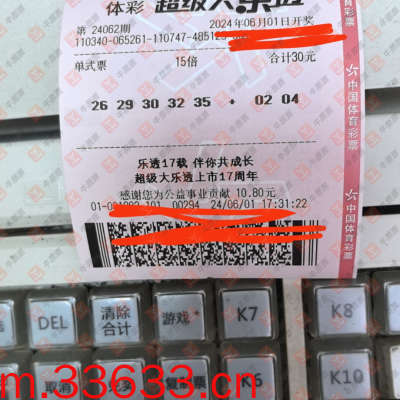 体彩 超级大乐透
第 24062期 2024年06月01日开奖
110340-065261-110747-485123
单式票 15倍 合计30元
26 29 30 32 35 + 02 04
乐透17载 伴你共成长
超级大乐透上市17周年
感谢您为公益事业贡献 10.80元
00294 24/06/01 17:31:22
中国体育彩票
中国体育彩票
DEL
清除
合计
游戏
K7
K8
取消
K6
K10
m.33633.cn